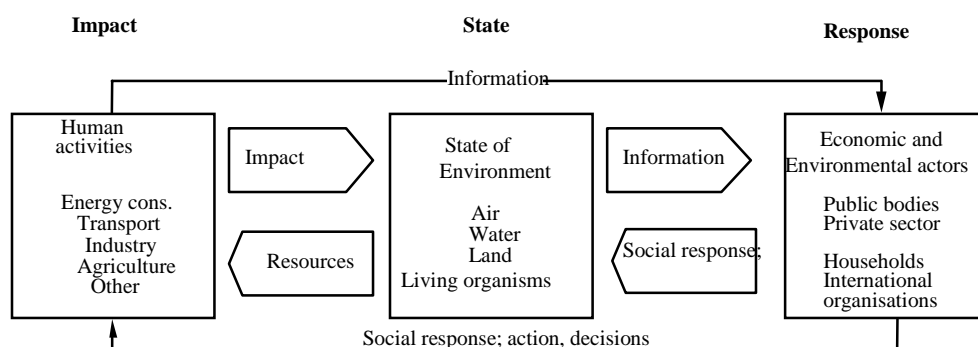 Impact
State
Response
Information
Human
activities
Energy cons.
Transport
Industry
Agriculture
Other
Impact
Resources
State of
Environment
Air
Water
Land
Living organisms
Information
Social response;
Economic and
Environmental actors
Public bodies
Private sector
Households
International
organisations
Social response; action, decisions